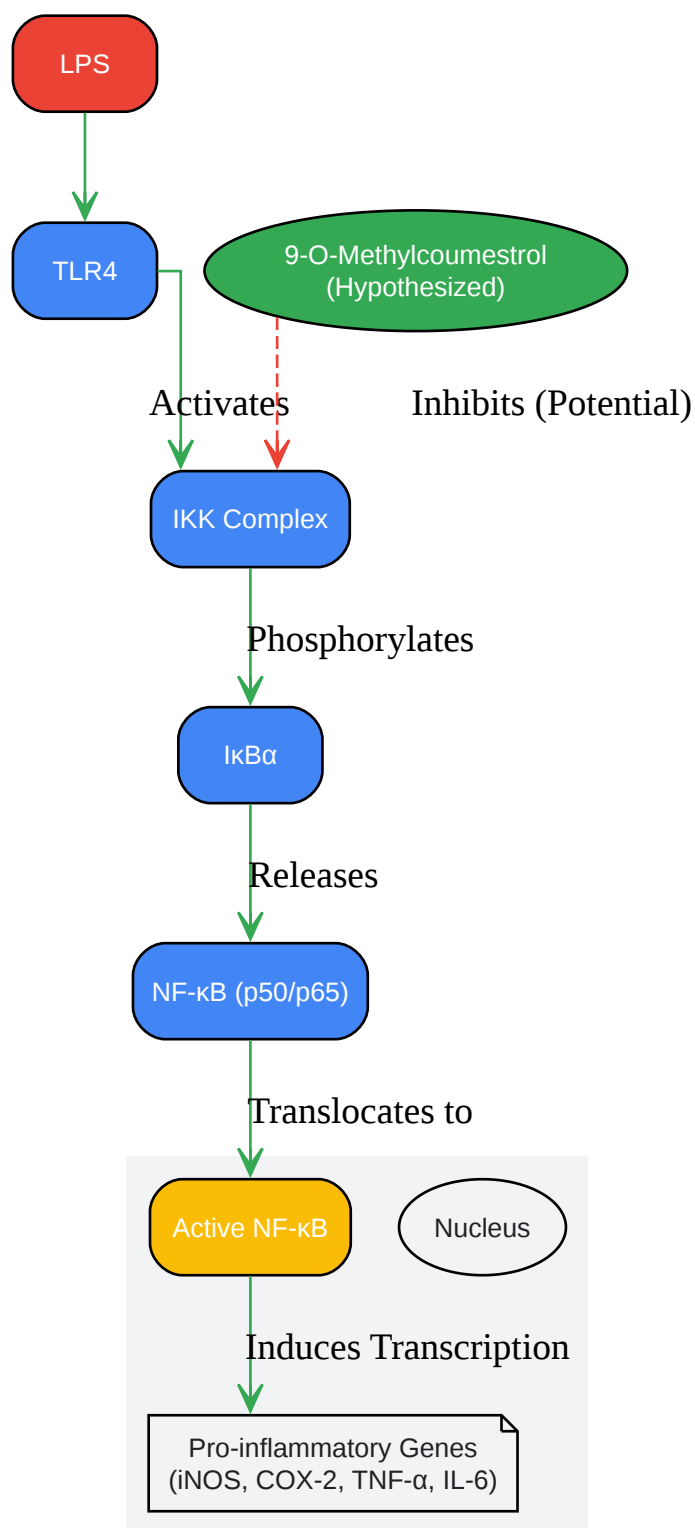 LPS
TLR4
9-O-Methylcoumestrol
(Hypothesized)
Activates
Inhibits (Potential)
IKK Complex
Phosphorylates
IκBα
Releases
NF-κB (p50/p65)
Translocates to
Active NF-κB
Nucleus
Induces Transcription
Pro-inflammatory Genes
(iNOS, COX-2, TNF-α, IL-6)